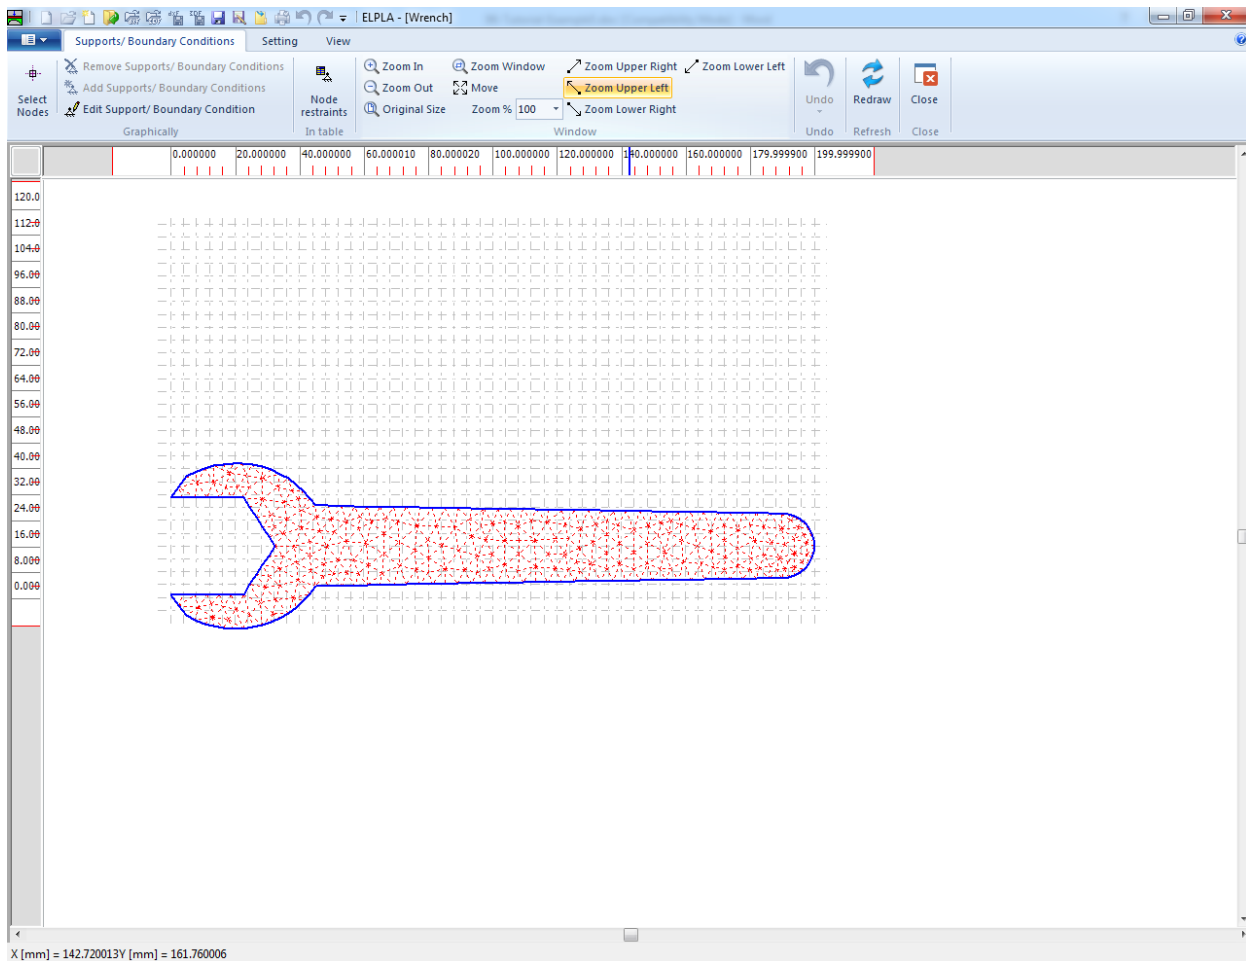 ELPLA - [Wrench]
Supports/ Boundary Conditions Setting View
Select Nodes
Remove Supports/ Boundary Conditions
Add Supports/ Boundary Conditions
Edit Support/ Boundary Condition
Graphically
Node restraints
In table
Zoom In Zoom Window Zoom Upper Right Zoom Lower Left
Zoom Out Move Zoom Upper Left
Original Size Zoom % 100 Zoom Lower Right
Window
Undo
Undo
Redraw
Refresh
Close
Close
0.000000 20.000000 40.000000 60.000010 80.000020 100.000000 120.000000 140.000000 160.000000 179.999900 199.999900
120.0
112.0
104.0
96.00
88.00
80.00
72.00
64.00
56.00
48.00
40.00
32.00
24.00
16.00
8.000
0.000
X [mm] = 142.720013Y [mm] = 161.760006